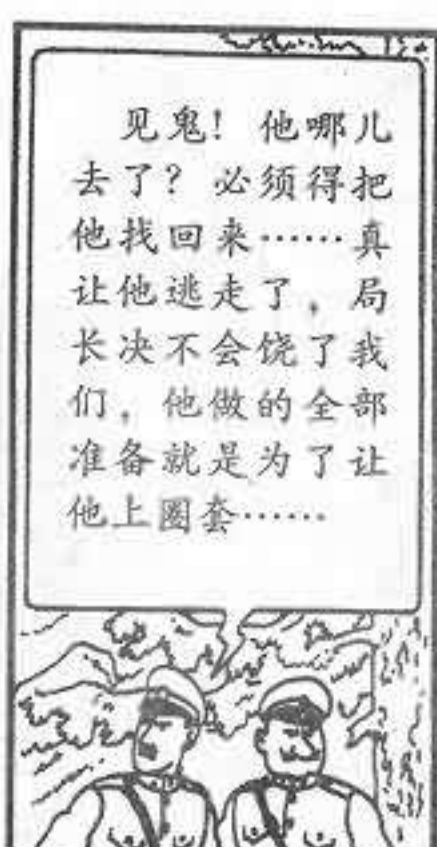 见鬼！他哪儿
去了？必须得把
他找回来……真
让他逃走了，局
长决不会饶了我
们，他做的全部
准备就是为了让
他上圈套……